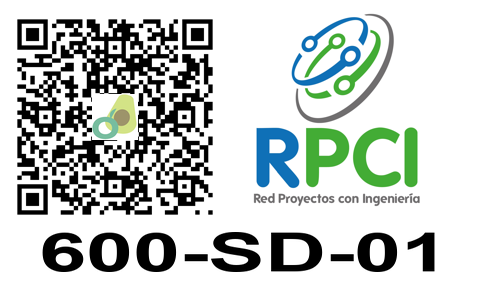 RPCI
Red Proyectos con Ingeniería
600-SD-01